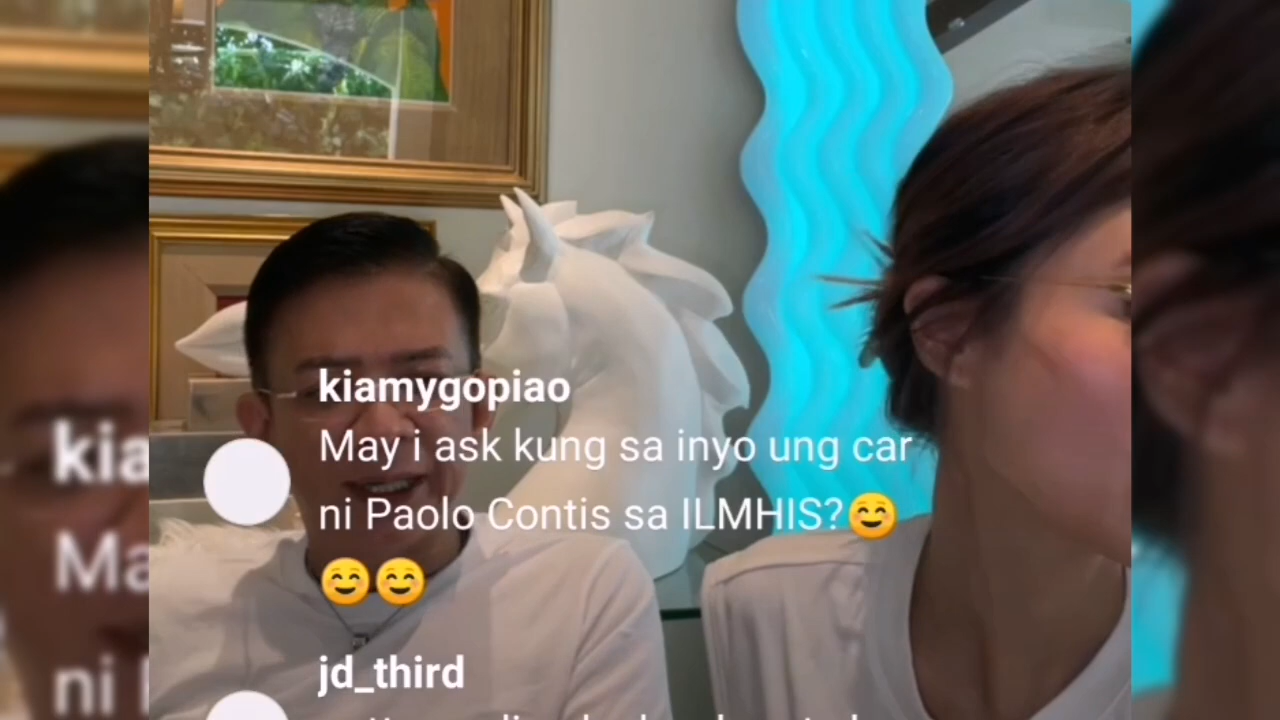 kiamygopiao
May i ask kung sa inyo ung car
ni Paolo Contis sa ILMHIS?😊
😊😊
jd_third